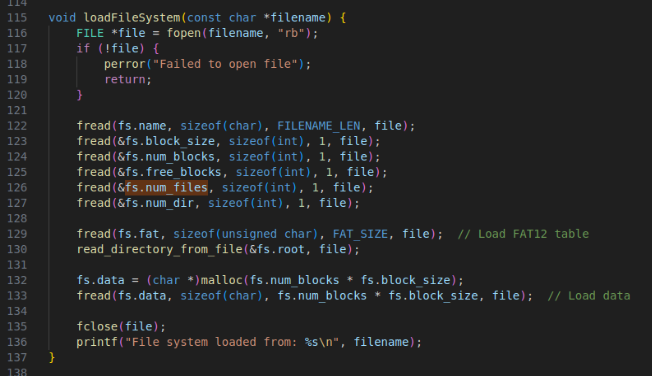 114
115 void loadFileSystem(const char *filename) {
116     FILE *file = fopen(filename, "rb");
117     if (!file) {
118         perror("Failed to open file");
119         return;
120     }
121
122     fread(fs.name, sizeof(char), FILENAME_LEN, file);
123     fread(&fs.block_size, sizeof(int), 1, file);
124     fread(&fs.num_blocks, sizeof(int), 1, file);
125     fread(&fs.free_blocks, sizeof(int), 1, file);
126     fread(&fs.num_files, sizeof(int), 1, file);
127     fread(&fs.num_dir, sizeof(int), 1, file);
128
129     fread(fs.fat, sizeof(unsigned char), FAT_SIZE, file);  // Load FAT12 table
130     read_directory_from_file(&fs.root, file);
131
132     fs.data = (char *)malloc(fs.num_blocks * fs.block_size);
133     fread(fs.data, sizeof(char), fs.num_blocks * fs.block_size, file);  // Load data
134
135     fclose(file);
136     printf("File system loaded from: %s\n", filename);
137 }
138